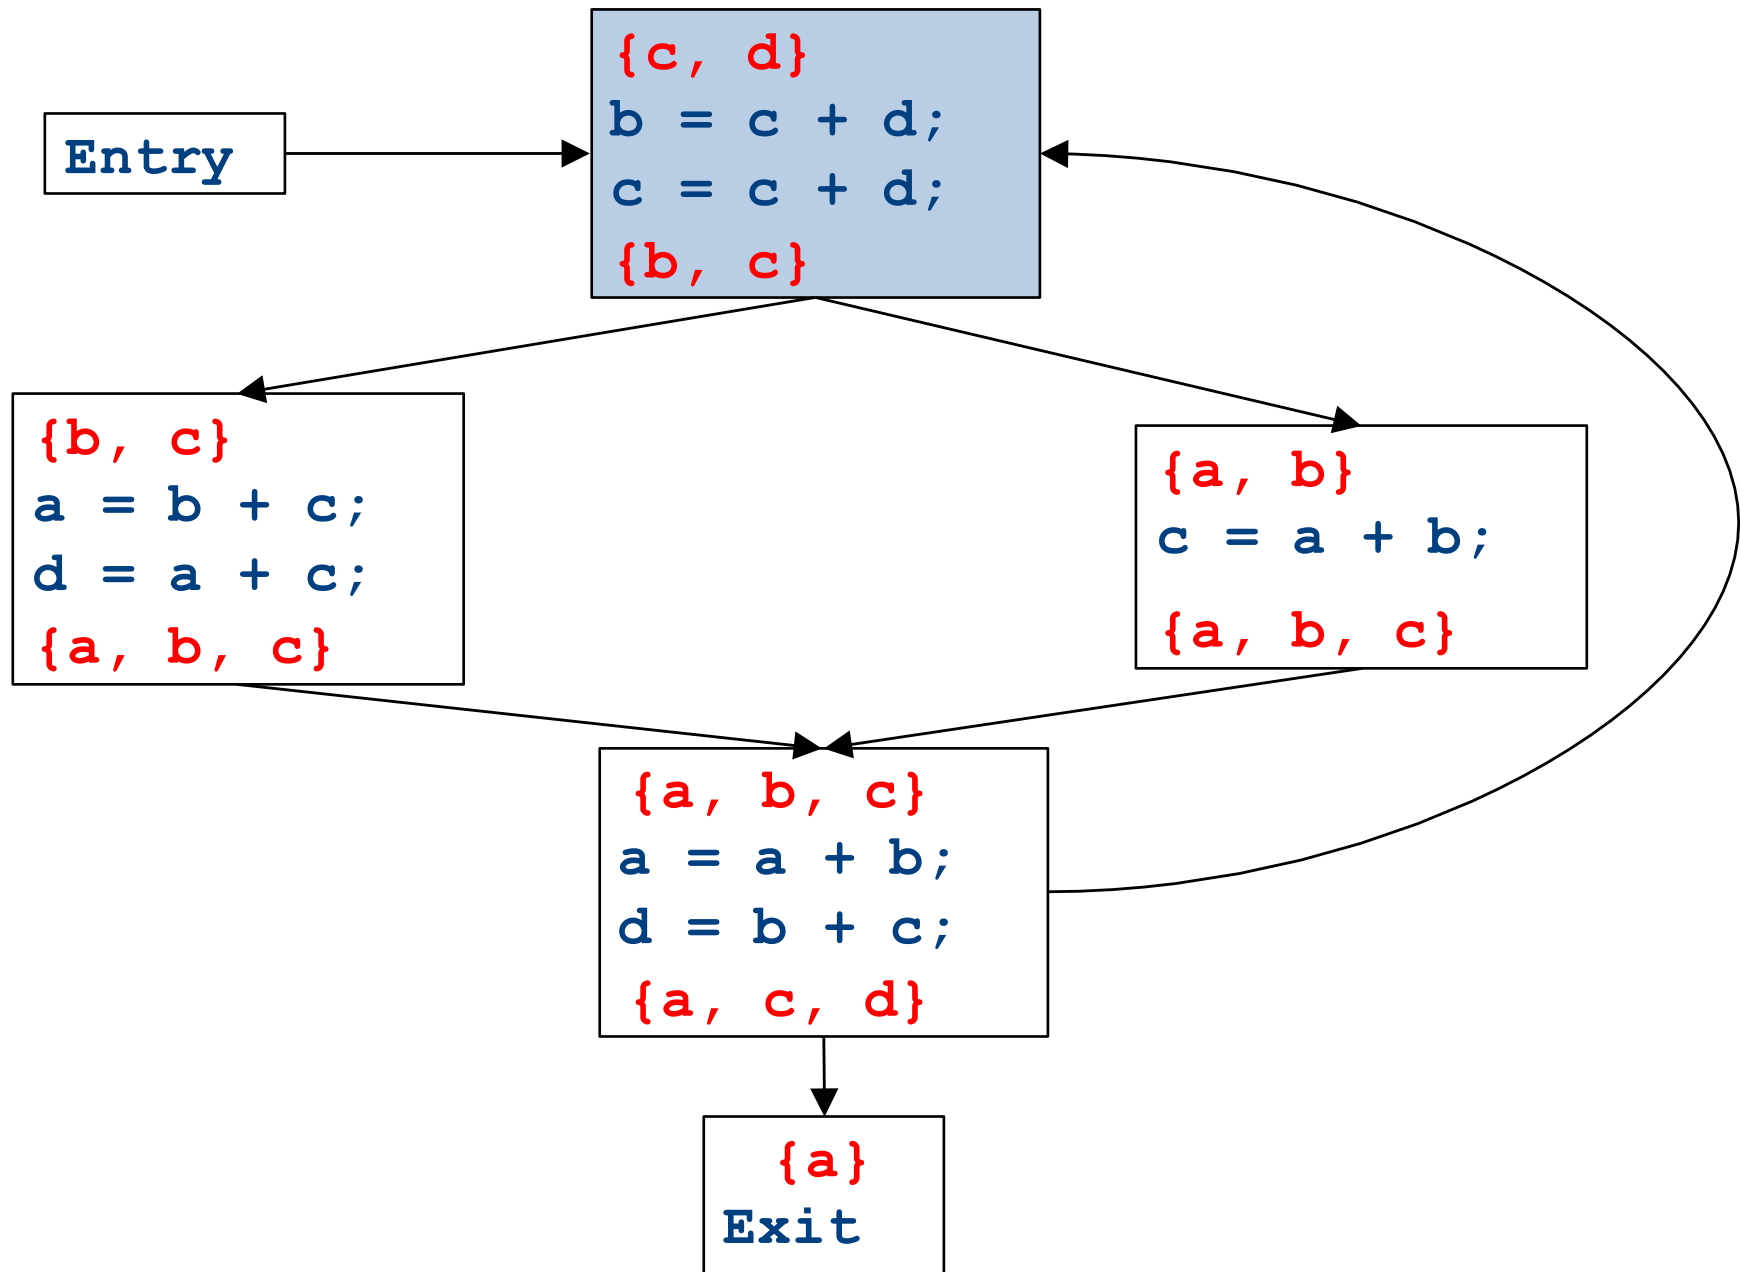 Entry
{c, d}
b = c + d;
c = c + d;
{b, c}
{b, c}
a = b + c;
d = a + c;
{a, b, c}
{a, b}
c = a + b;
{a, b, c}
{a, b, c}
a = a + b;
d = b + c;
{a, c, d}
{a}
Exit